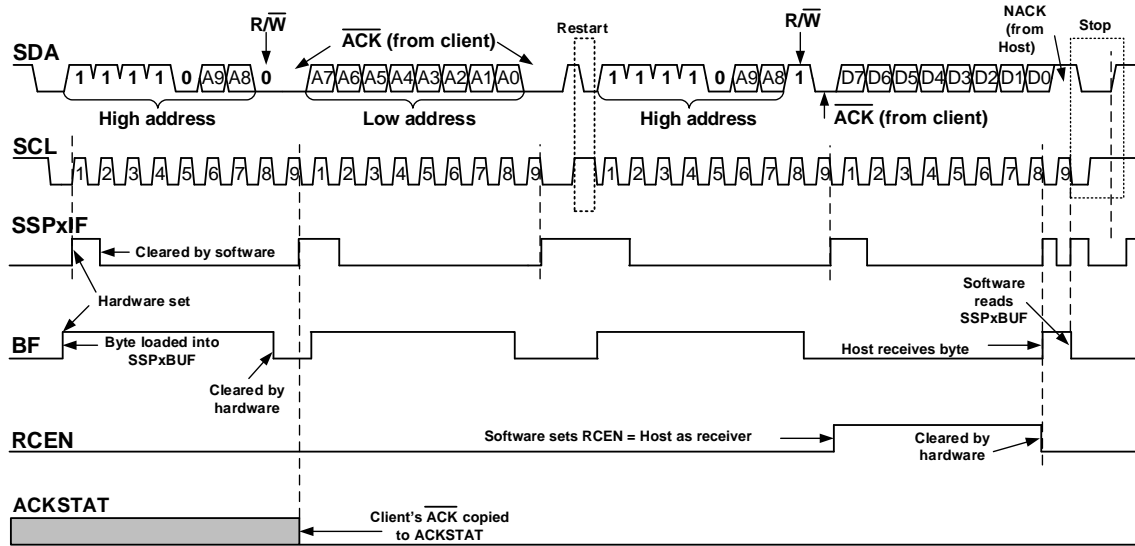 R/W̅
A̅C̅K̅ (from client)
Restart
R/W̅
NACK
(from
Host)
Stop
SDA
1 1 1 1 0 A9 A8 0
A7 A6 A5 A4 A3 A2 A1 A0
1 1 1 1 0 A9 A8 1
D7 D6 D5 D4 D3 D2 D1 D0
High address
Low address
High address
A̅C̅K̅ (from client)
SCL
1 2 3 4 5 6 7 8 9
1 2 3 4 5 6 7 8 9
1 2 3 4 5 6 7 8 9
1 2 3 4 5 6 7 8 9
SSPxIF
Cleared by software
Hardware set
Software
reads
SSPxBUF
BF
Byte loaded into
SSPxBUF
Host receives byte
Cleared by
hardware
RCEN
Software sets RCEN = Host as receiver
Cleared by
hardware
ACKSTAT
Client's A̅C̅K̅ copied
to ACKSTAT